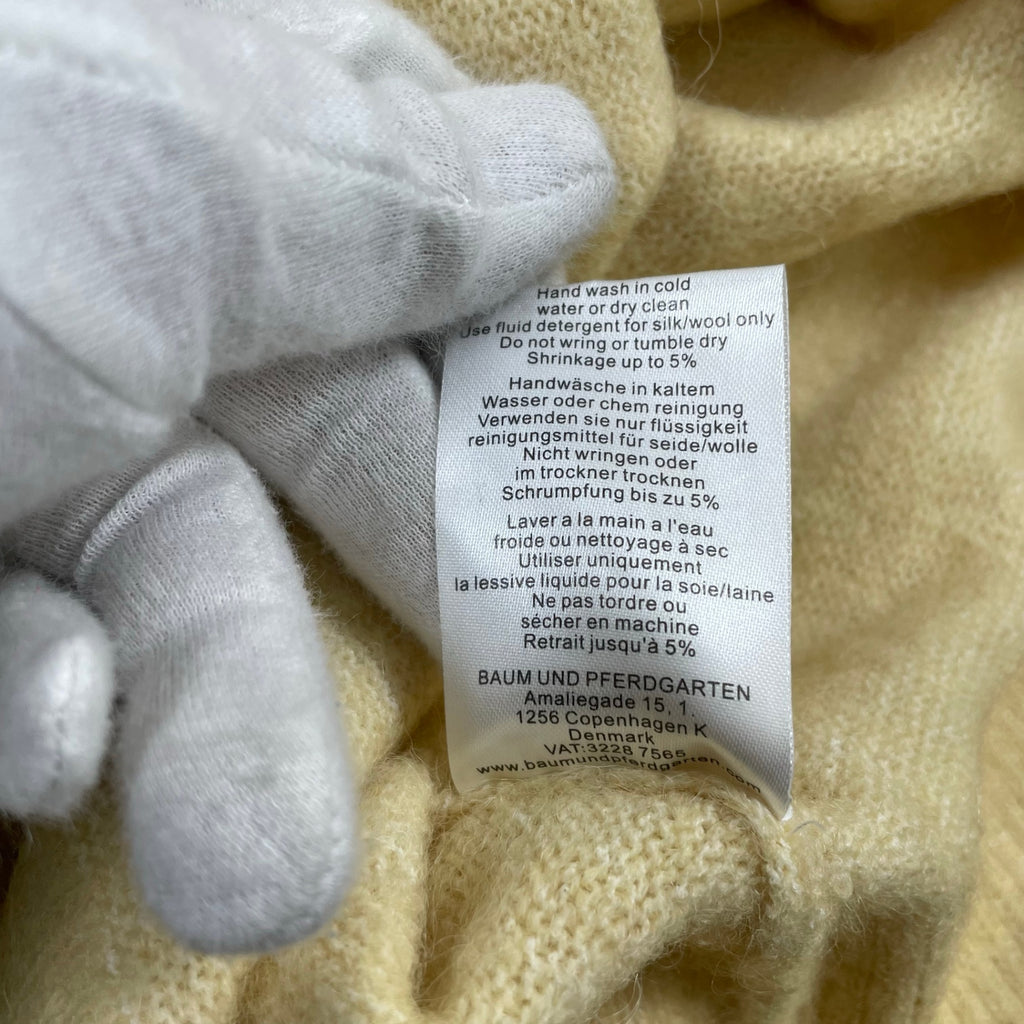 Hand wash in cold
water or dry clean
Use fluid detergent for silk/wool only
Do not wring or tumble dry
Shrinkage up to 5%
Handwäsche in kaltem
Wasser oder chem reinigung
Verwenden sie nur flüssigkeit
reinigungsmittel für seide/wolle
Nicht wringen oder
im trockner trocknen
Schrumpfung bis zu 5%
Laver a la main a l'eau
froide ou nettoyage à sec
Utiliser uniquement
la lessive liquide pour la soie/laine
Ne pas tordre ou
sécher en machine
Retrait jusqu'à 5%
BAUM UND PFERDGARTEN
Amaliegade 15, 1.
1256 Copenhagen K
Denmark
VAT:3228 7565
www.baumundpferdgarten.com